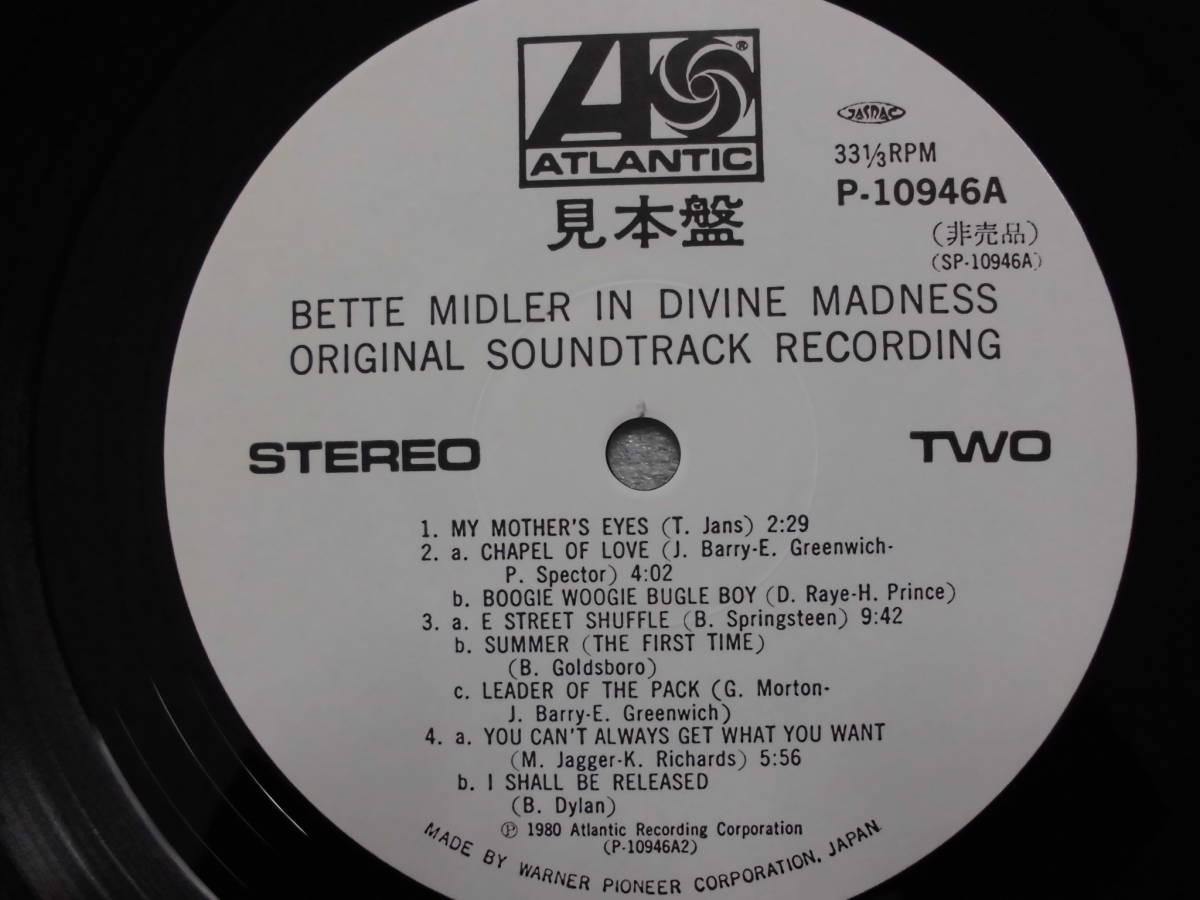 ATLANTIC
®
見本盤
JASRAC
33⅓RPM
P-10946A
(非売品)
(SP-10946A)
BETTE MIDLER IN DIVINE MADNESS
ORIGINAL SOUNDTRACK RECORDING
STEREO
TWO
1. MY MOTHER'S EYES (T. Jans) 2:29
2. a. CHAPEL OF LOVE (J. Barry-E. Greenwich-
P. Spector) 4:02
b. BOOGIE WOOGIE BUGLE BOY (D. Raye-H. Prince)
3. a. E STREET SHUFFLE (B. Springsteen) 9:42
b. SUMMER (THE FIRST TIME)
(B. Goldsboro)
c. LEADER OF THE PACK (G. Morton-
J. Barry-E. Greenwich)
4. a. YOU CAN'T ALWAYS GET WHAT YOU WANT
(M. Jagger-K. Richards) 5:56
b. I SHALL BE RELEASED
(B. Dylan)
℗ 1980 Atlantic Recording Corporation
(P-10946A2)
MADE BY WARNER PIONEER CORPORATION, JAPAN.